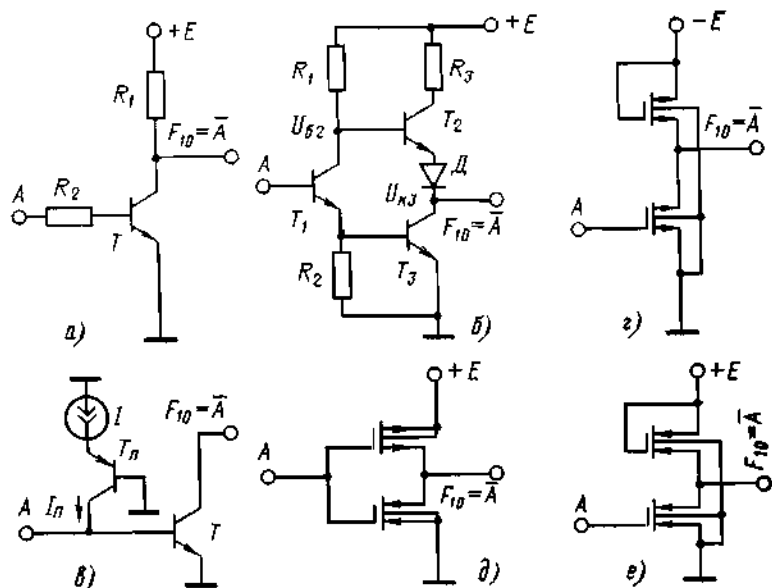 +E
R1
F10=A̅
A
R2
T
а)
+E
R1
R3
Uб2
T2
Д
A
Uк3
T1
F10=A̅
R2
T3
б)
-E
F10=A̅
A
г)
I
F10=A̅
Tп
A
Iп
T
в)
+E
A
F10=A̅
д)
+E
F10=A̅
A
е)